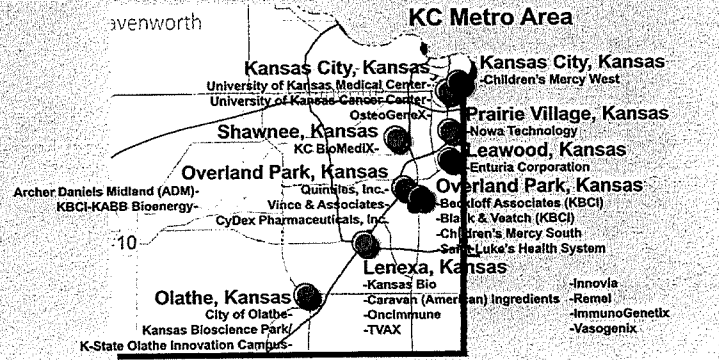 avenworth
KC Metro Area
Kansas City, Kansas
University of Kansas Medical Center-
University of Kansas Cancer Center-
OsteoGeneX-
Kansas City, Kansas
-Children's Mercy West
Prairie Village, Kansas
-Nowa Technology
Shawnee, Kansas
KC BioMediX-
Leawood, Kansas
-Enturia Corporation
Overland Park, Kansas
Quintiles, Inc.-
Vince & Associates-
CyDex Pharmaceuticals, Inc.
Archer Daniels Midland (ADM)-
KBCI-KABB Bioenergy-
Overland Park, Kansas
-Beckloff Associates (KBCI)
-Black & Veatch (KBCI)
-Children's Mercy South
-Saint Luke's Health System
10
Lenexa, Kansas
-Kansas Bio
-Caravan (American) Ingredients
-OncImmune
-TVAX
-Innovia
-Remel
-ImmunoGenetix
-Vasogenix
Olathe, Kansas
City of Olathe-
Kansas Bioscience Park/
K-State Olathe Innovation Campus-